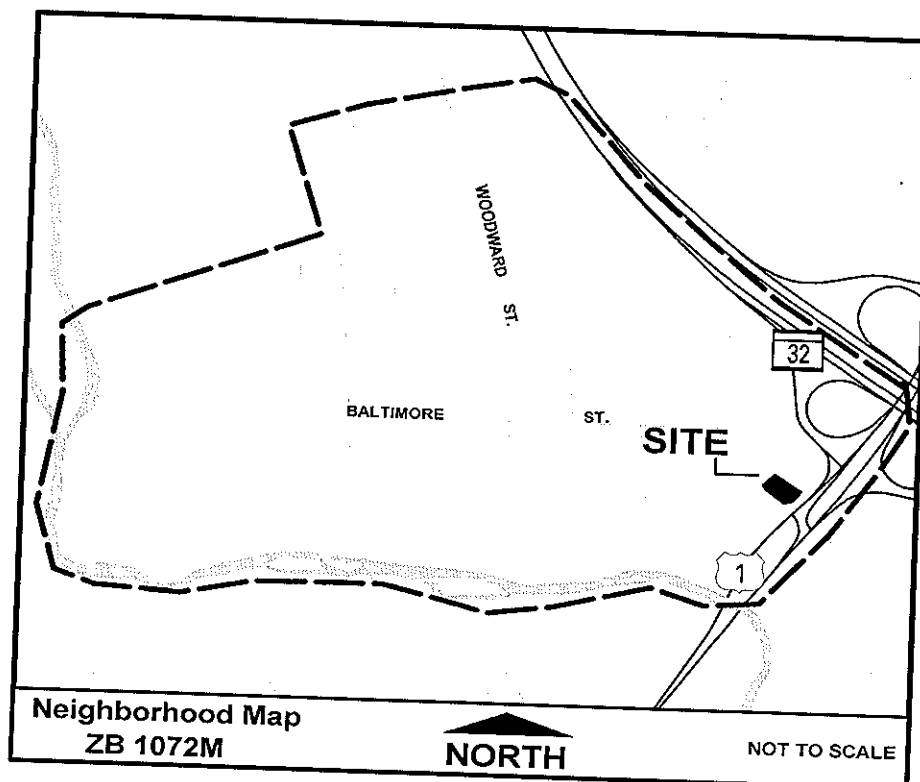 WOODWARD ST.
32
BALTIMORE ST.
SITE
1
Neighborhood Map
ZB 1072M
NORTH
NOT TO SCALE